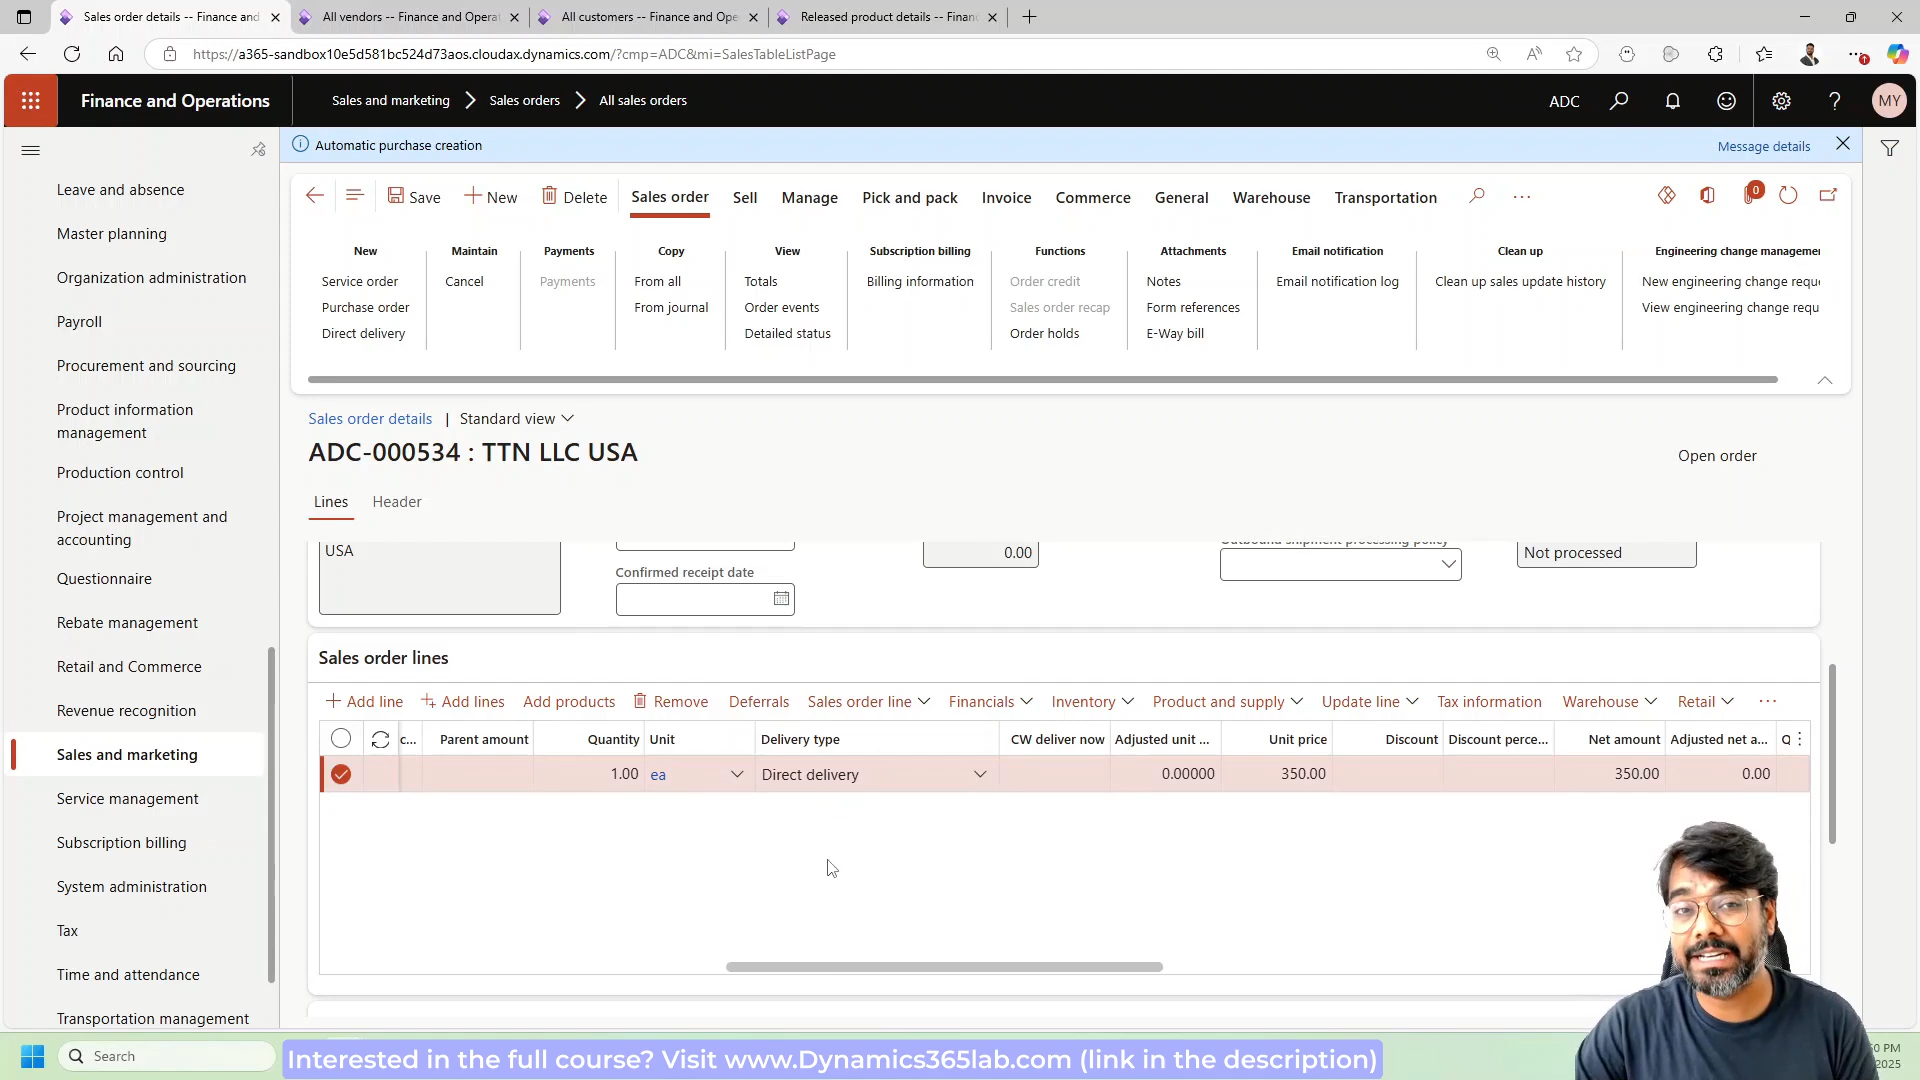 Sales order details -- Finance and
All vendors -- Finance and Operat
All customers -- Finance and Ope
Released product details -- Finan
https://a365-sandbox10e5d581bc524d73aos.cloudax.dynamics.com/?cmp=ADC&mi=SalesTableListPage
Finance and Operations
Sales and marketing
Sales orders
All sales orders
ADC
MY
Automatic purchase creation
Message details
Save
New
Delete
Sales order
Sell
Manage
Pick and pack
Invoice
Commerce
General
Warehouse
Transportation
0
New
Service order
Purchase order
Direct delivery
Maintain
Cancel
Payments
Payments
Copy
From all
From journal
View
Totals
Order events
Detailed status
Subscription billing
Billing information
Functions
Order credit
Sales order recap
Order holds
Attachments
Notes
Form references
E-Way bill
Email notification
Email notification log
Clean up
Clean up sales update history
Engineering change managemen
New engineering change reque
View engineering change requ
Leave and absence
Master planning
Organization administration
Payroll
Procurement and sourcing
Product information
management
Production control
Project management and
accounting
Questionnaire
Rebate management
Retail and Commerce
Revenue recognition
Sales and marketing
Service management
Subscription billing
System administration
Tax
Time and attendance
Transportation management
Sales order details | Standard view
ADC-000534 : TTN LLC USA
Open order
Lines
Header
USA
Confirmed receipt date
0.00
Outbound shipment processing policy
Not processed
Sales order lines
Add line
Add lines
Add products
Remove
Deferrals
Sales order line
Financials
Inventory
Product and supply
Update line
Tax information
Warehouse
Retail
c...
Parent amount
Quantity
Unit
Delivery type
CW deliver now
Adjusted unit ...
Unit price
Discount
Discount perce...
Net amount
Adjusted net a...
Q
1.00
ea
Direct delivery
0.00000
350.00
350.00
0.00
Search
Interested in the full course? Visit www.Dynamics365lab.com (link in the description)
50 PM
2025